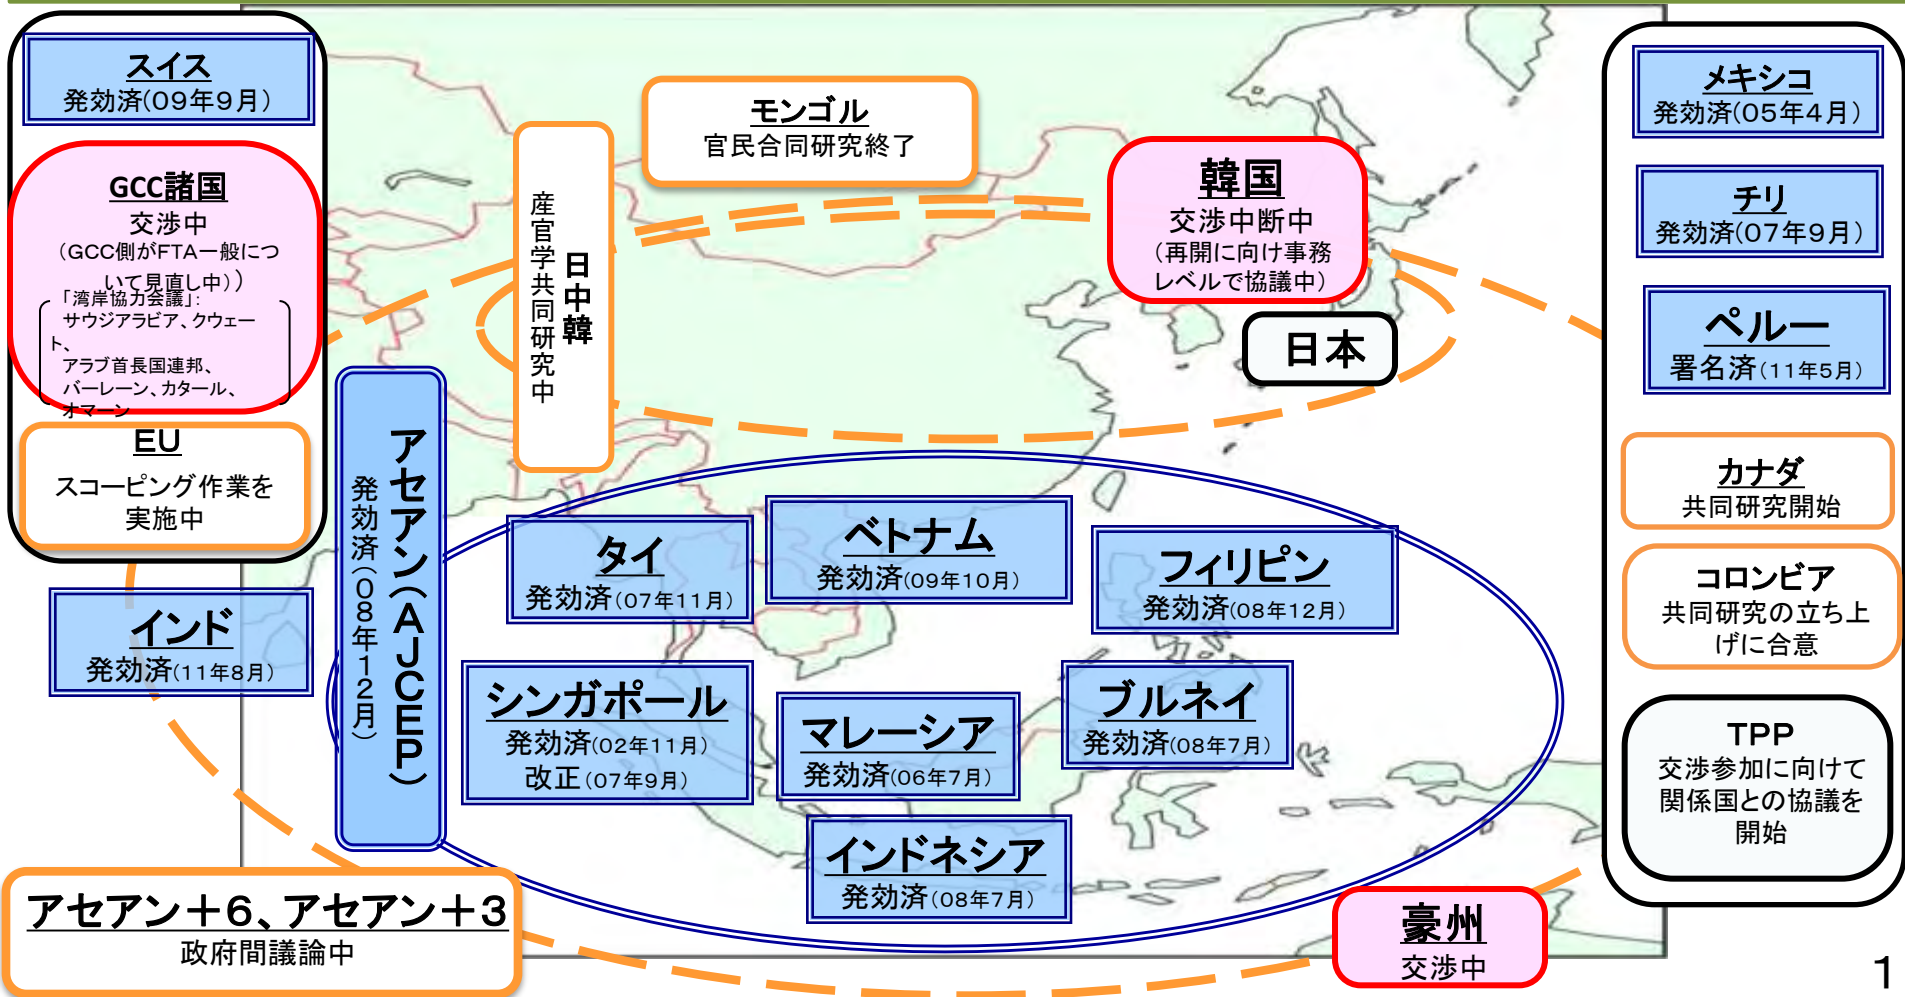 スイス
発効済(09年9月)
GCC諸国
交渉中
(GCC側がFTA一般につ
いて見直し中))
「湾岸協力会議」:
サウジアラビア、クウェー
ト、
アラブ首長国連邦、
バーレーン、カタール、
オマーン
EU
スコーピング作業を
実施中
インド
発効済(11年8月)
アセアン+6、アセアン+3
政府間議論中
アセアン(AJCEP)
発効済(08年12月)
日中韓
産官学共同研究中
モンゴル
官民合同研究終了
韓国
交渉中断中
(再開に向け事務
レベルで協議中)
日本
タイ
発効済(07年11月)
ベトナム
発効済(09年10月)
フィリピン
発効済(08年12月)
シンガポール
発効済(02年11月)
改正(07年9月)
マレーシア
発効済(06年7月)
ブルネイ
発効済(08年7月)
インドネシア
発効済(08年7月)
豪州
交渉中
メキシコ
発効済(05年4月)
チリ
発効済(07年9月)
ペルー
署名済(11年5月)
カナダ
共同研究開始
コロンビア
共同研究の立ち上
げに合意
TPP
交渉参加に向けて
関係国との協議を
開始
1